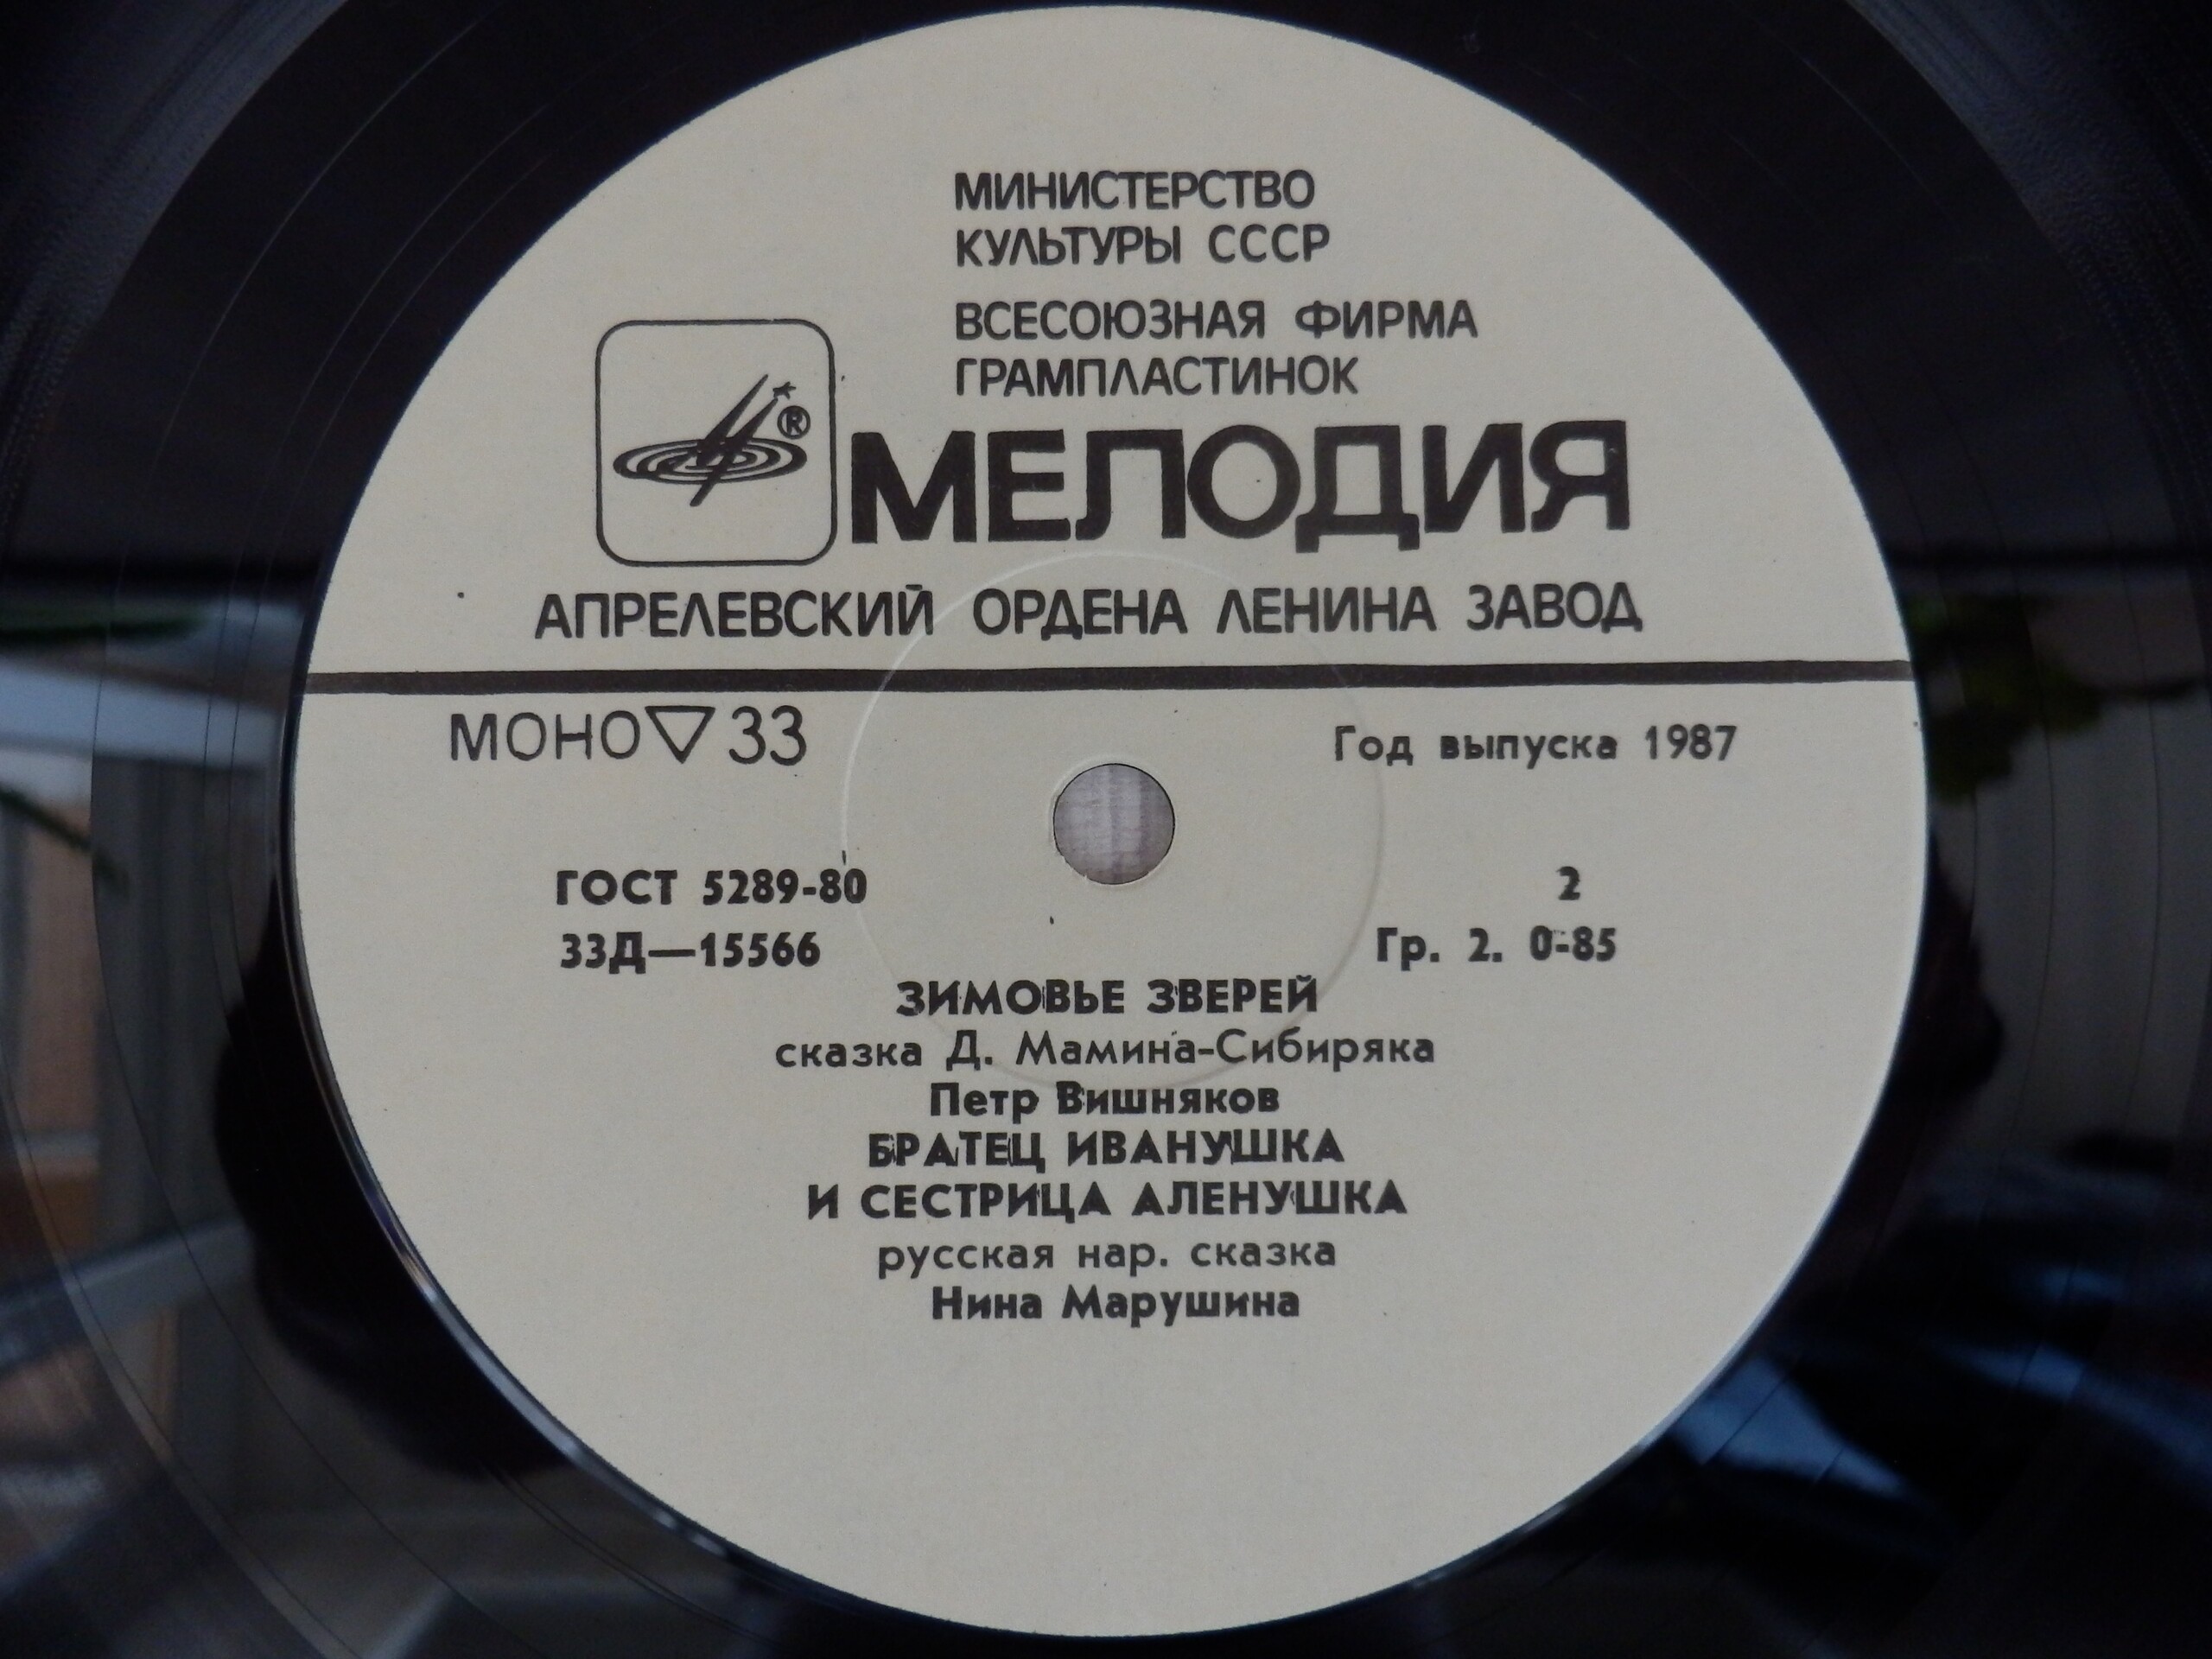 МИНИСТЕРСТВО
КУЛЬТУРЫ СССР
ВСЕСОЮЗНАЯ ФИРМА
ГРАМПЛАСТИНОК
®
МЕЛОДИЯ
АПРЕЛЕВСКИЙ ОРДЕНА ЛЕНИНА ЗАВОД
МОНО▽33
Год выпуска 1987
ГОСТ 5289-80
2
33Д—15566
Гр. 2. 0-85
ЗИМОВЬЕ ЗВЕРЕЙ
сказка Д. Мамина-Сибиряка
Петр Вишняков
БРАТЕЦ ИВАНУШКА
И СЕСТРИЦА АЛЕНУШКА
русская нар. сказка
Нина Марушина